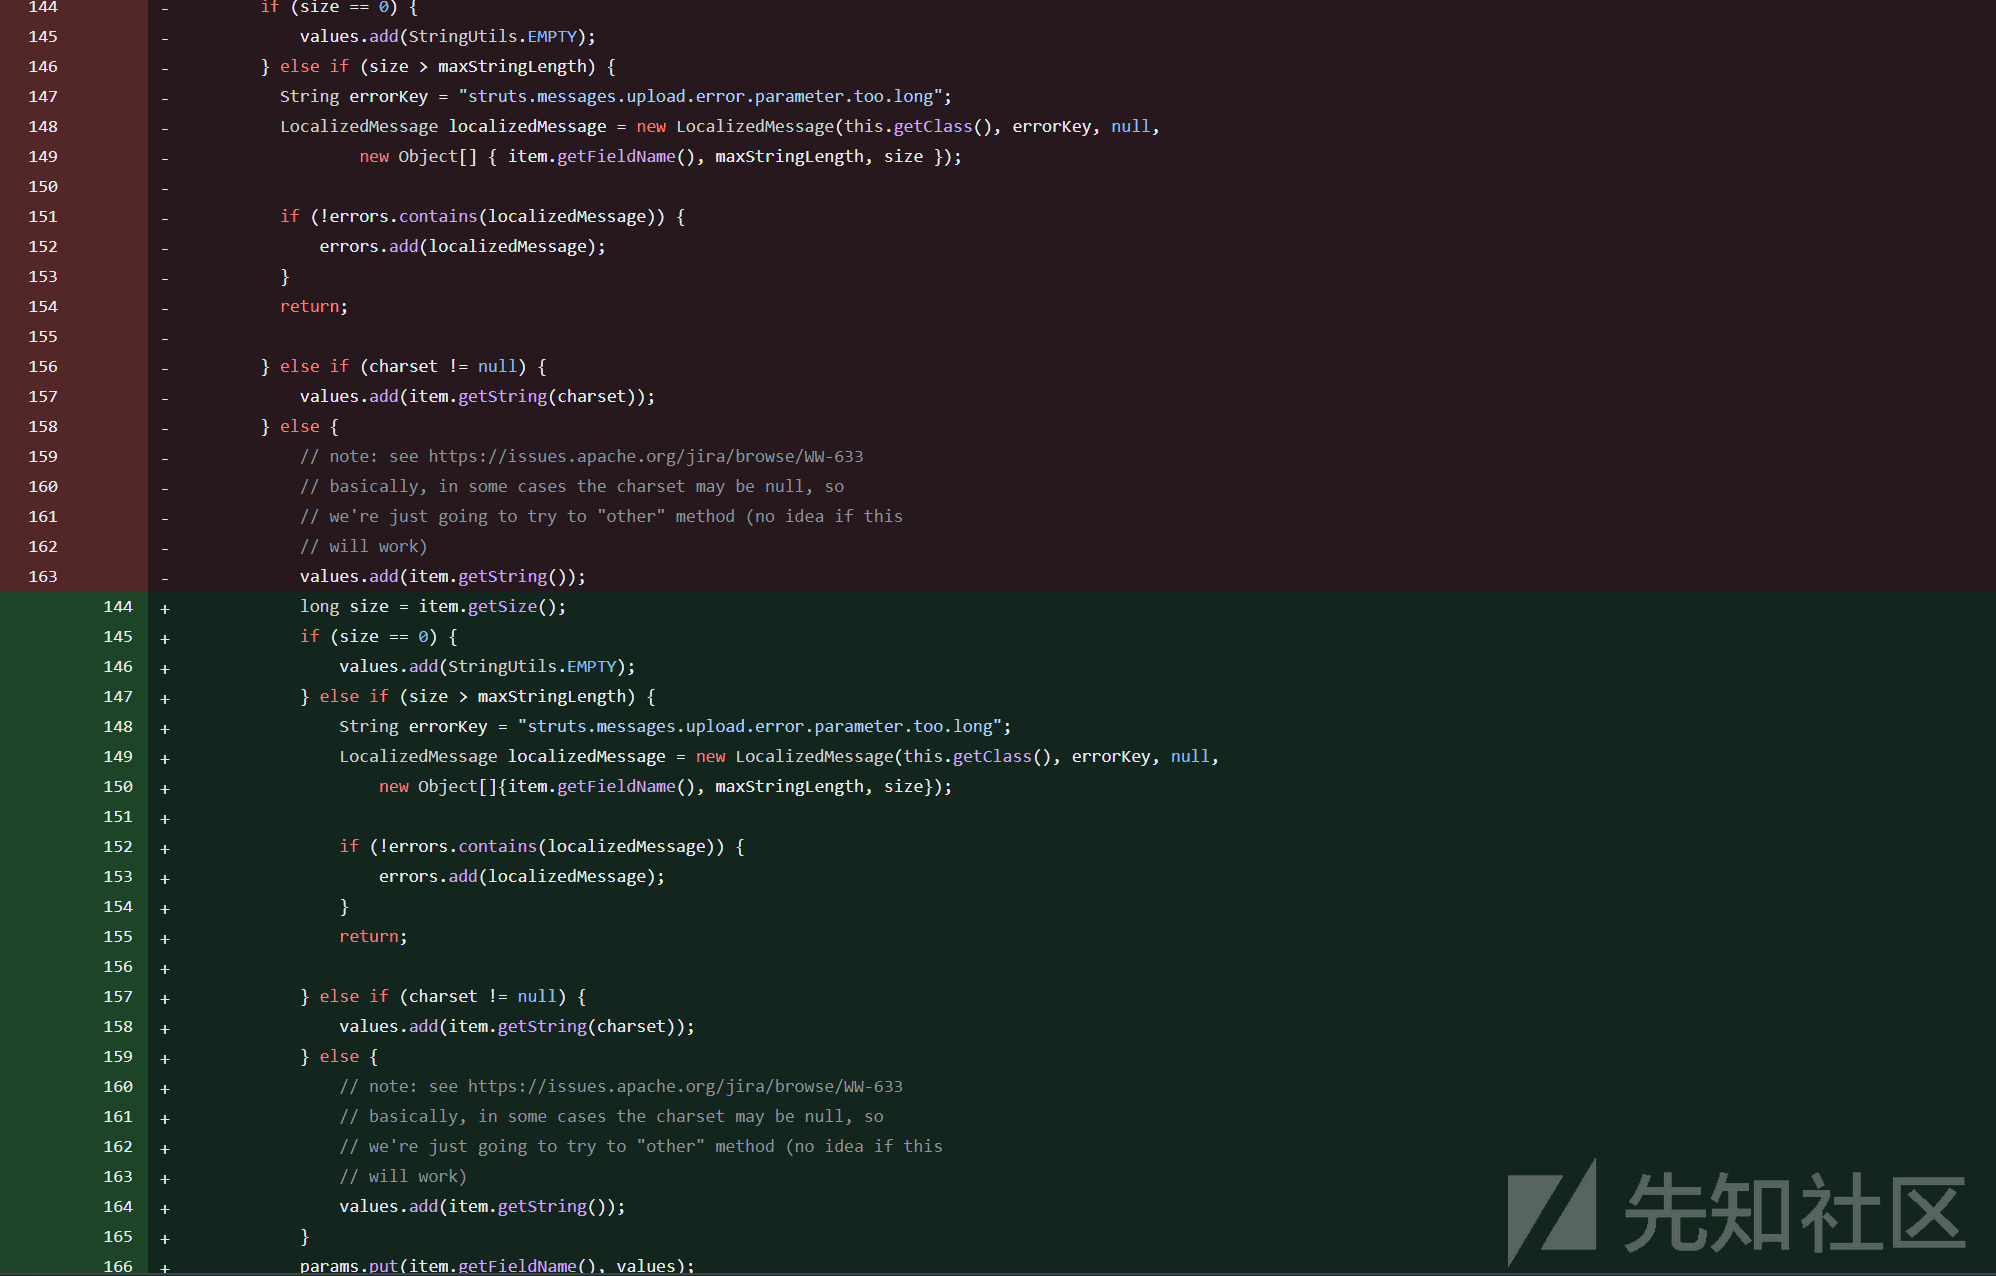 144 - if (size == 0) {
145 - values.add(StringUtils.EMPTY);
146 - } else if (size > maxStringLength) {
147 - String errorKey = "struts.messages.upload.error.parameter.too.long";
148 - LocalizedMessage localizedMessage = new LocalizedMessage(this.getClass(), errorKey, null,
149 - new Object[] { item.getFieldName(), maxStringLength, size });
150 -
151 - if (!errors.contains(localizedMessage)) {
152 - errors.add(localizedMessage);
153 - }
154 - return;
155 -
156 - } else if (charset != null) {
157 - values.add(item.getString(charset));
158 - } else {
159 - // note: see https://issues.apache.org/jira/browse/WW-633
160 - // basically, in some cases the charset may be null, so
161 - // we're just going to try to "other" method (no idea if this
162 - // will work)
163 - values.add(item.getString());
144 + long size = item.getSize();
145 + if (size == 0) {
146 + values.add(StringUtils.EMPTY);
147 + } else if (size > maxStringLength) {
148 + String errorKey = "struts.messages.upload.error.parameter.too.long";
149 + LocalizedMessage localizedMessage = new LocalizedMessage(this.getClass(), errorKey, null,
150 + new Object[]{item.getFieldName(), maxStringLength, size});
151 +
152 + if (!errors.contains(localizedMessage)) {
153 + errors.add(localizedMessage);
154 + }
155 + return;
156 +
157 + } else if (charset != null) {
158 + values.add(item.getString(charset));
159 + } else {
160 + // note: see https://issues.apache.org/jira/browse/WW-633
161 + // basically, in some cases the charset may be null, so
162 + // we're just going to try to "other" method (no idea if this
163 + // will work)
164 + values.add(item.getString());
165 + }
166 + params.put(item.getFieldName(), values);
先知社区